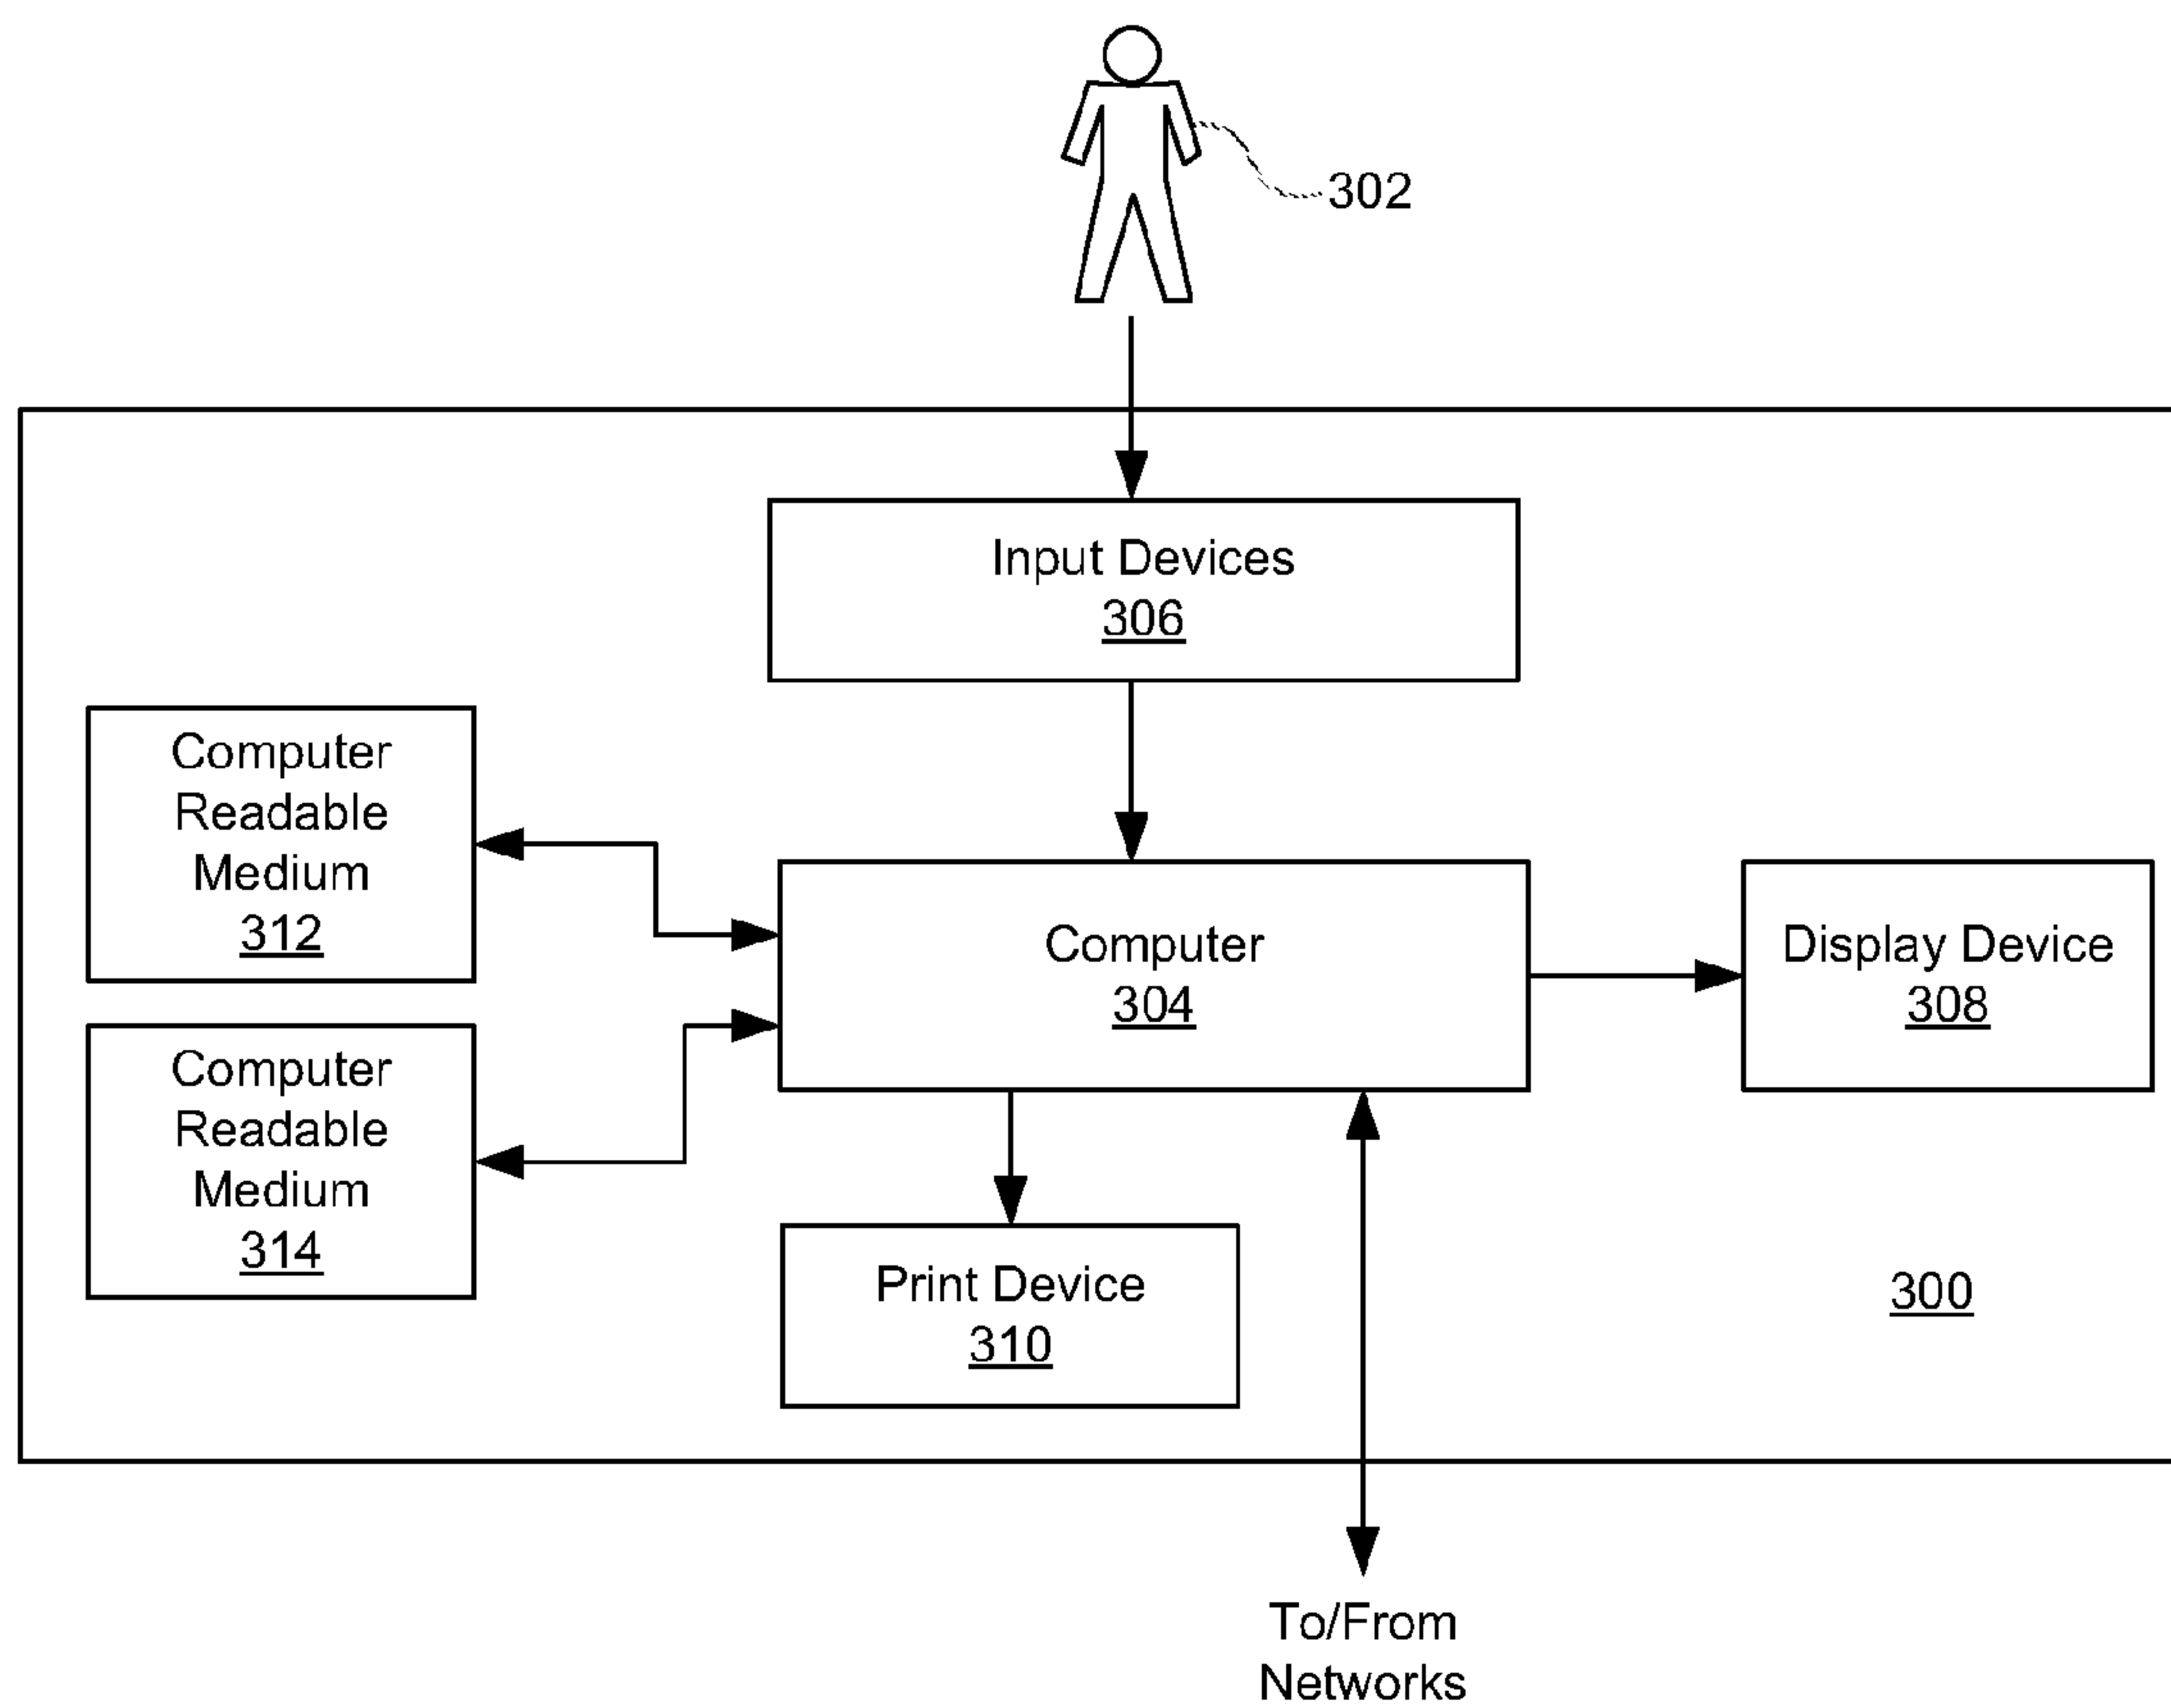 302
Input Devices
306
Computer
Readable
Medium
312
Computer
304
Display Device
308
Computer
Readable
Medium
314
Print Device
310
300
To/From
Networks